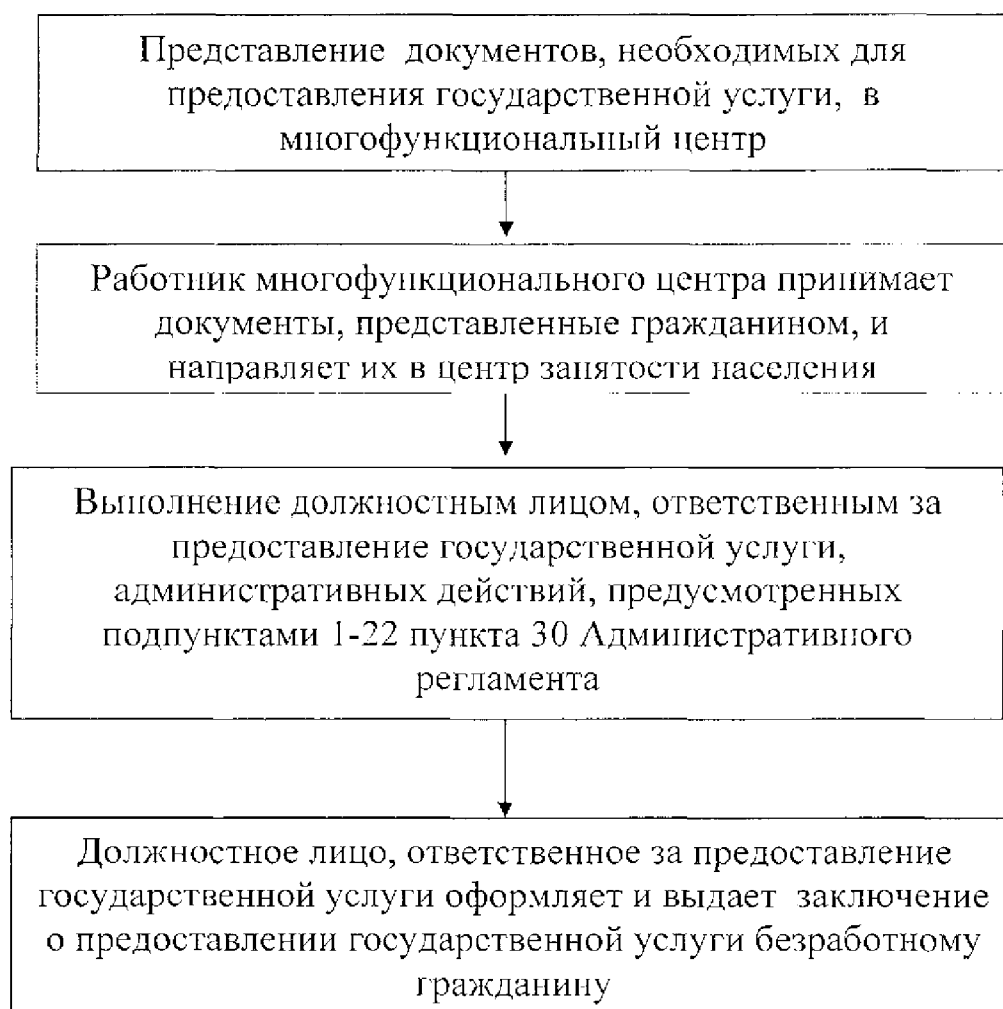 Представление документов, необходимых для
предоставления государственной услуги, в
многофункциональный центр
Работник многофункционального центра принимает
документы, представленные гражданином, и
направляет их в центр занятости населения
Выполнение должностным лицом, ответственным за
предоставление государственной услуги,
административных действий, предусмотренных
подпунктами 1-22 пункта 30 Административного
регламента
Должностное лицо, ответственное за предоставление
государственной услуги оформляет и выдает заключение
о предоставлении государственной услуги безработному
гражданину